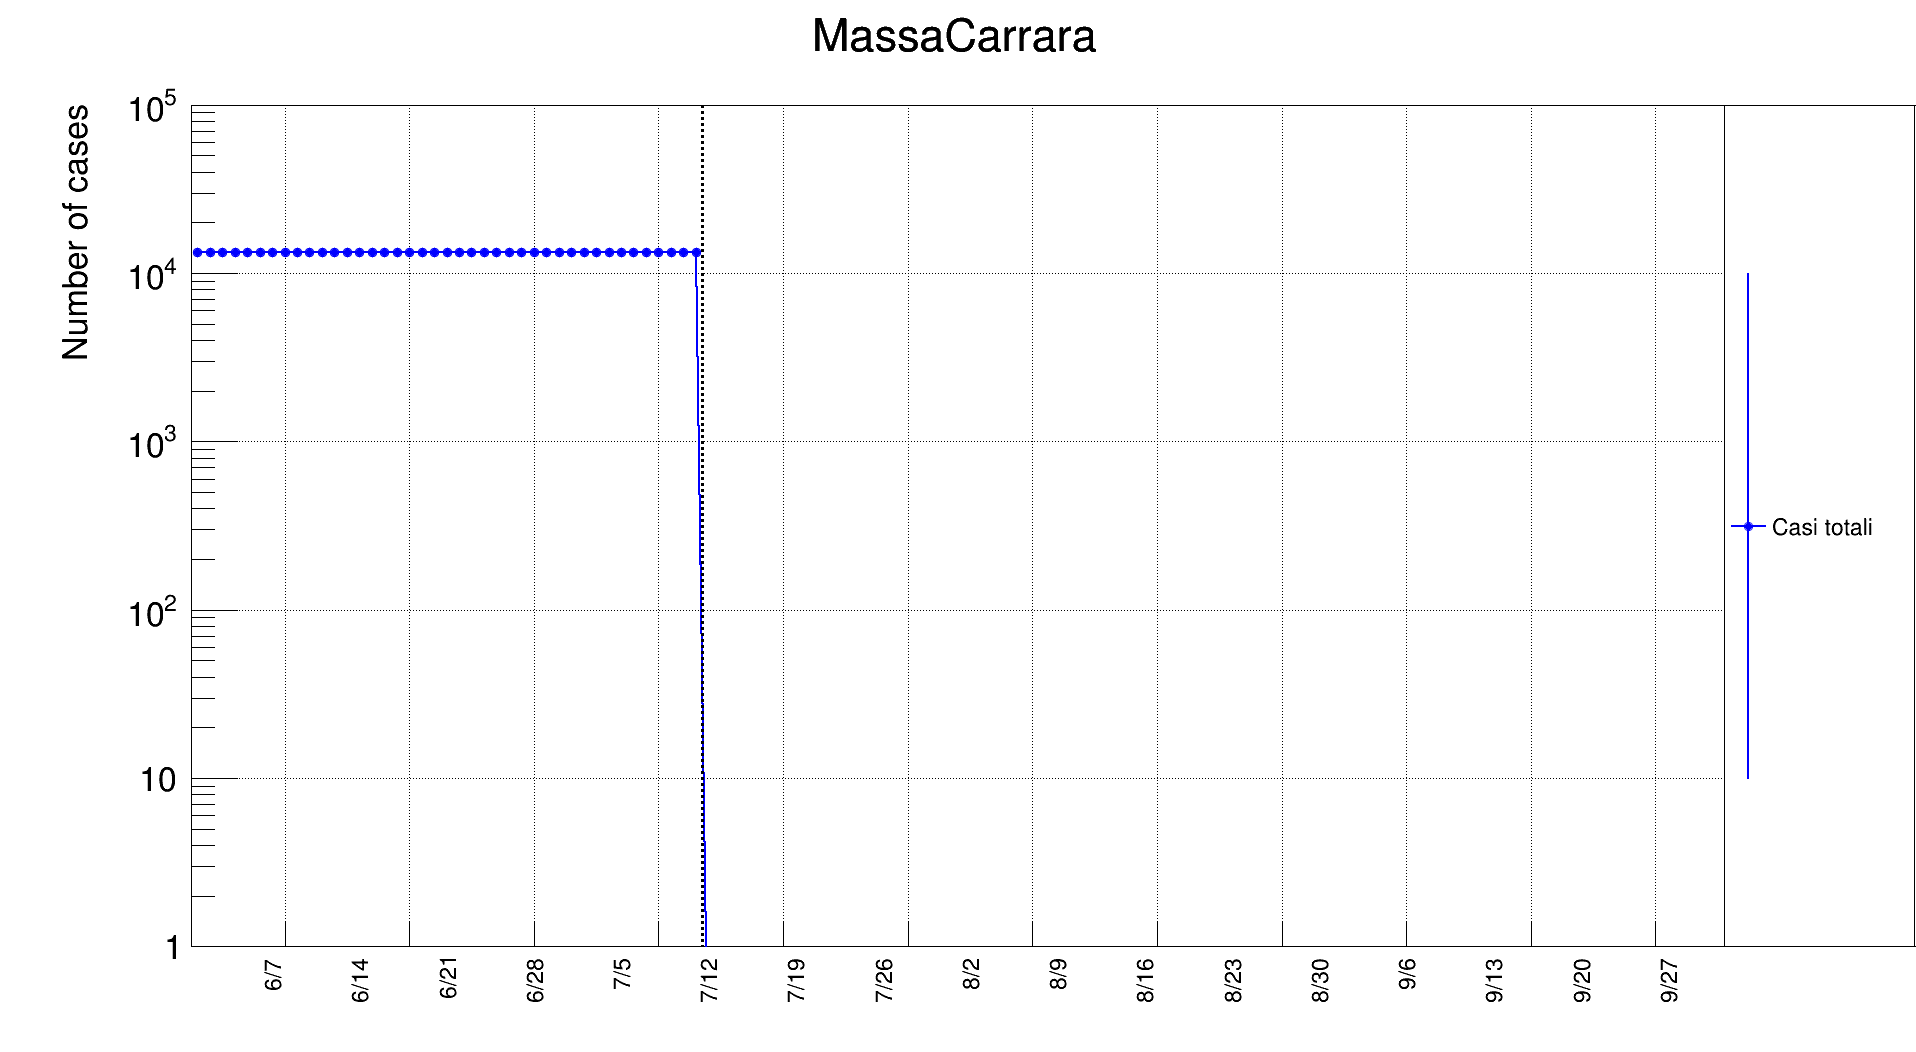 MassaCarrara
Number of cases
10^5
10^4
10^3
10^2
10
1
6/7 6/14 6/21 6/28 7/5 7/12 7/19 7/26 8/2 8/9 8/16 8/23 8/30 9/6 9/13 9/20 9/27
Casi totali